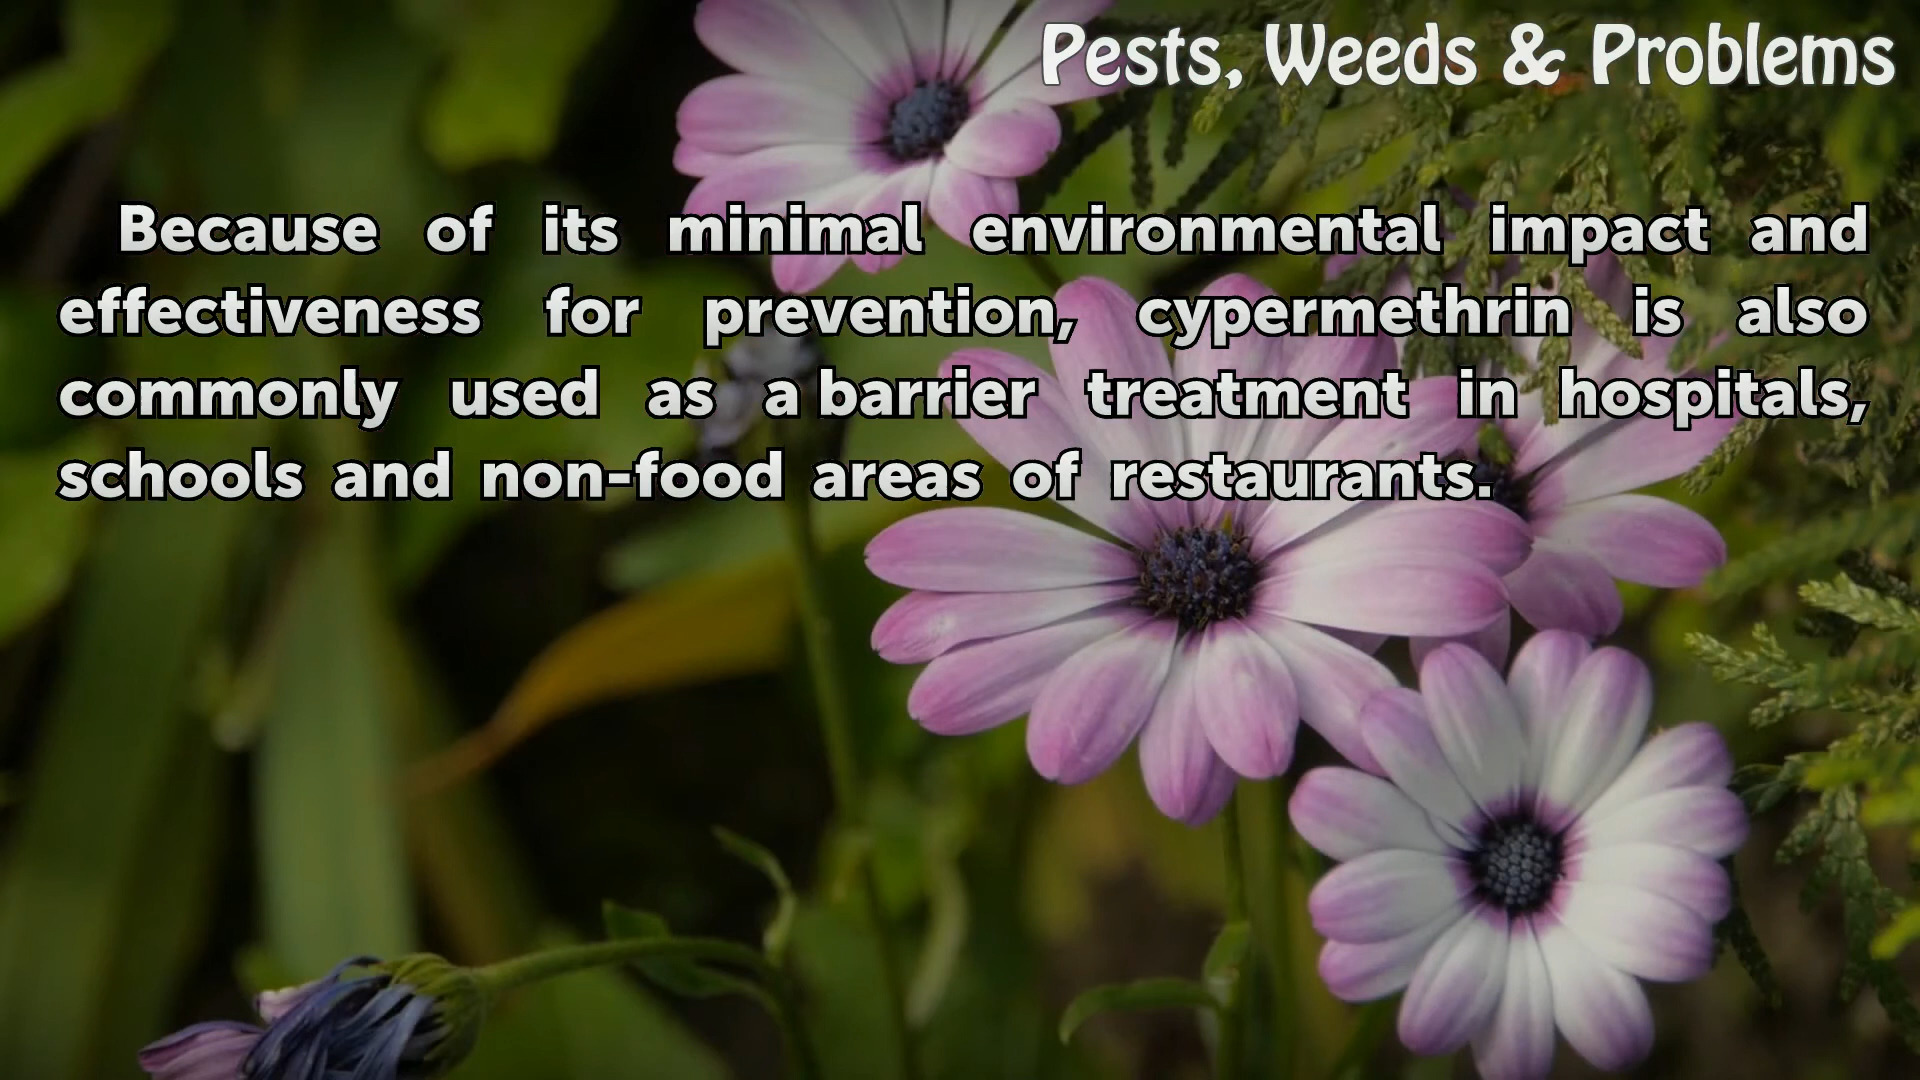 Pests, Weeds & Problems
Because of its minimal environmental impact and
effectiveness for prevention, cypermethrin is also
commonly used as a barrier treatment in hospitals,
schools and non-food areas of restaurants.